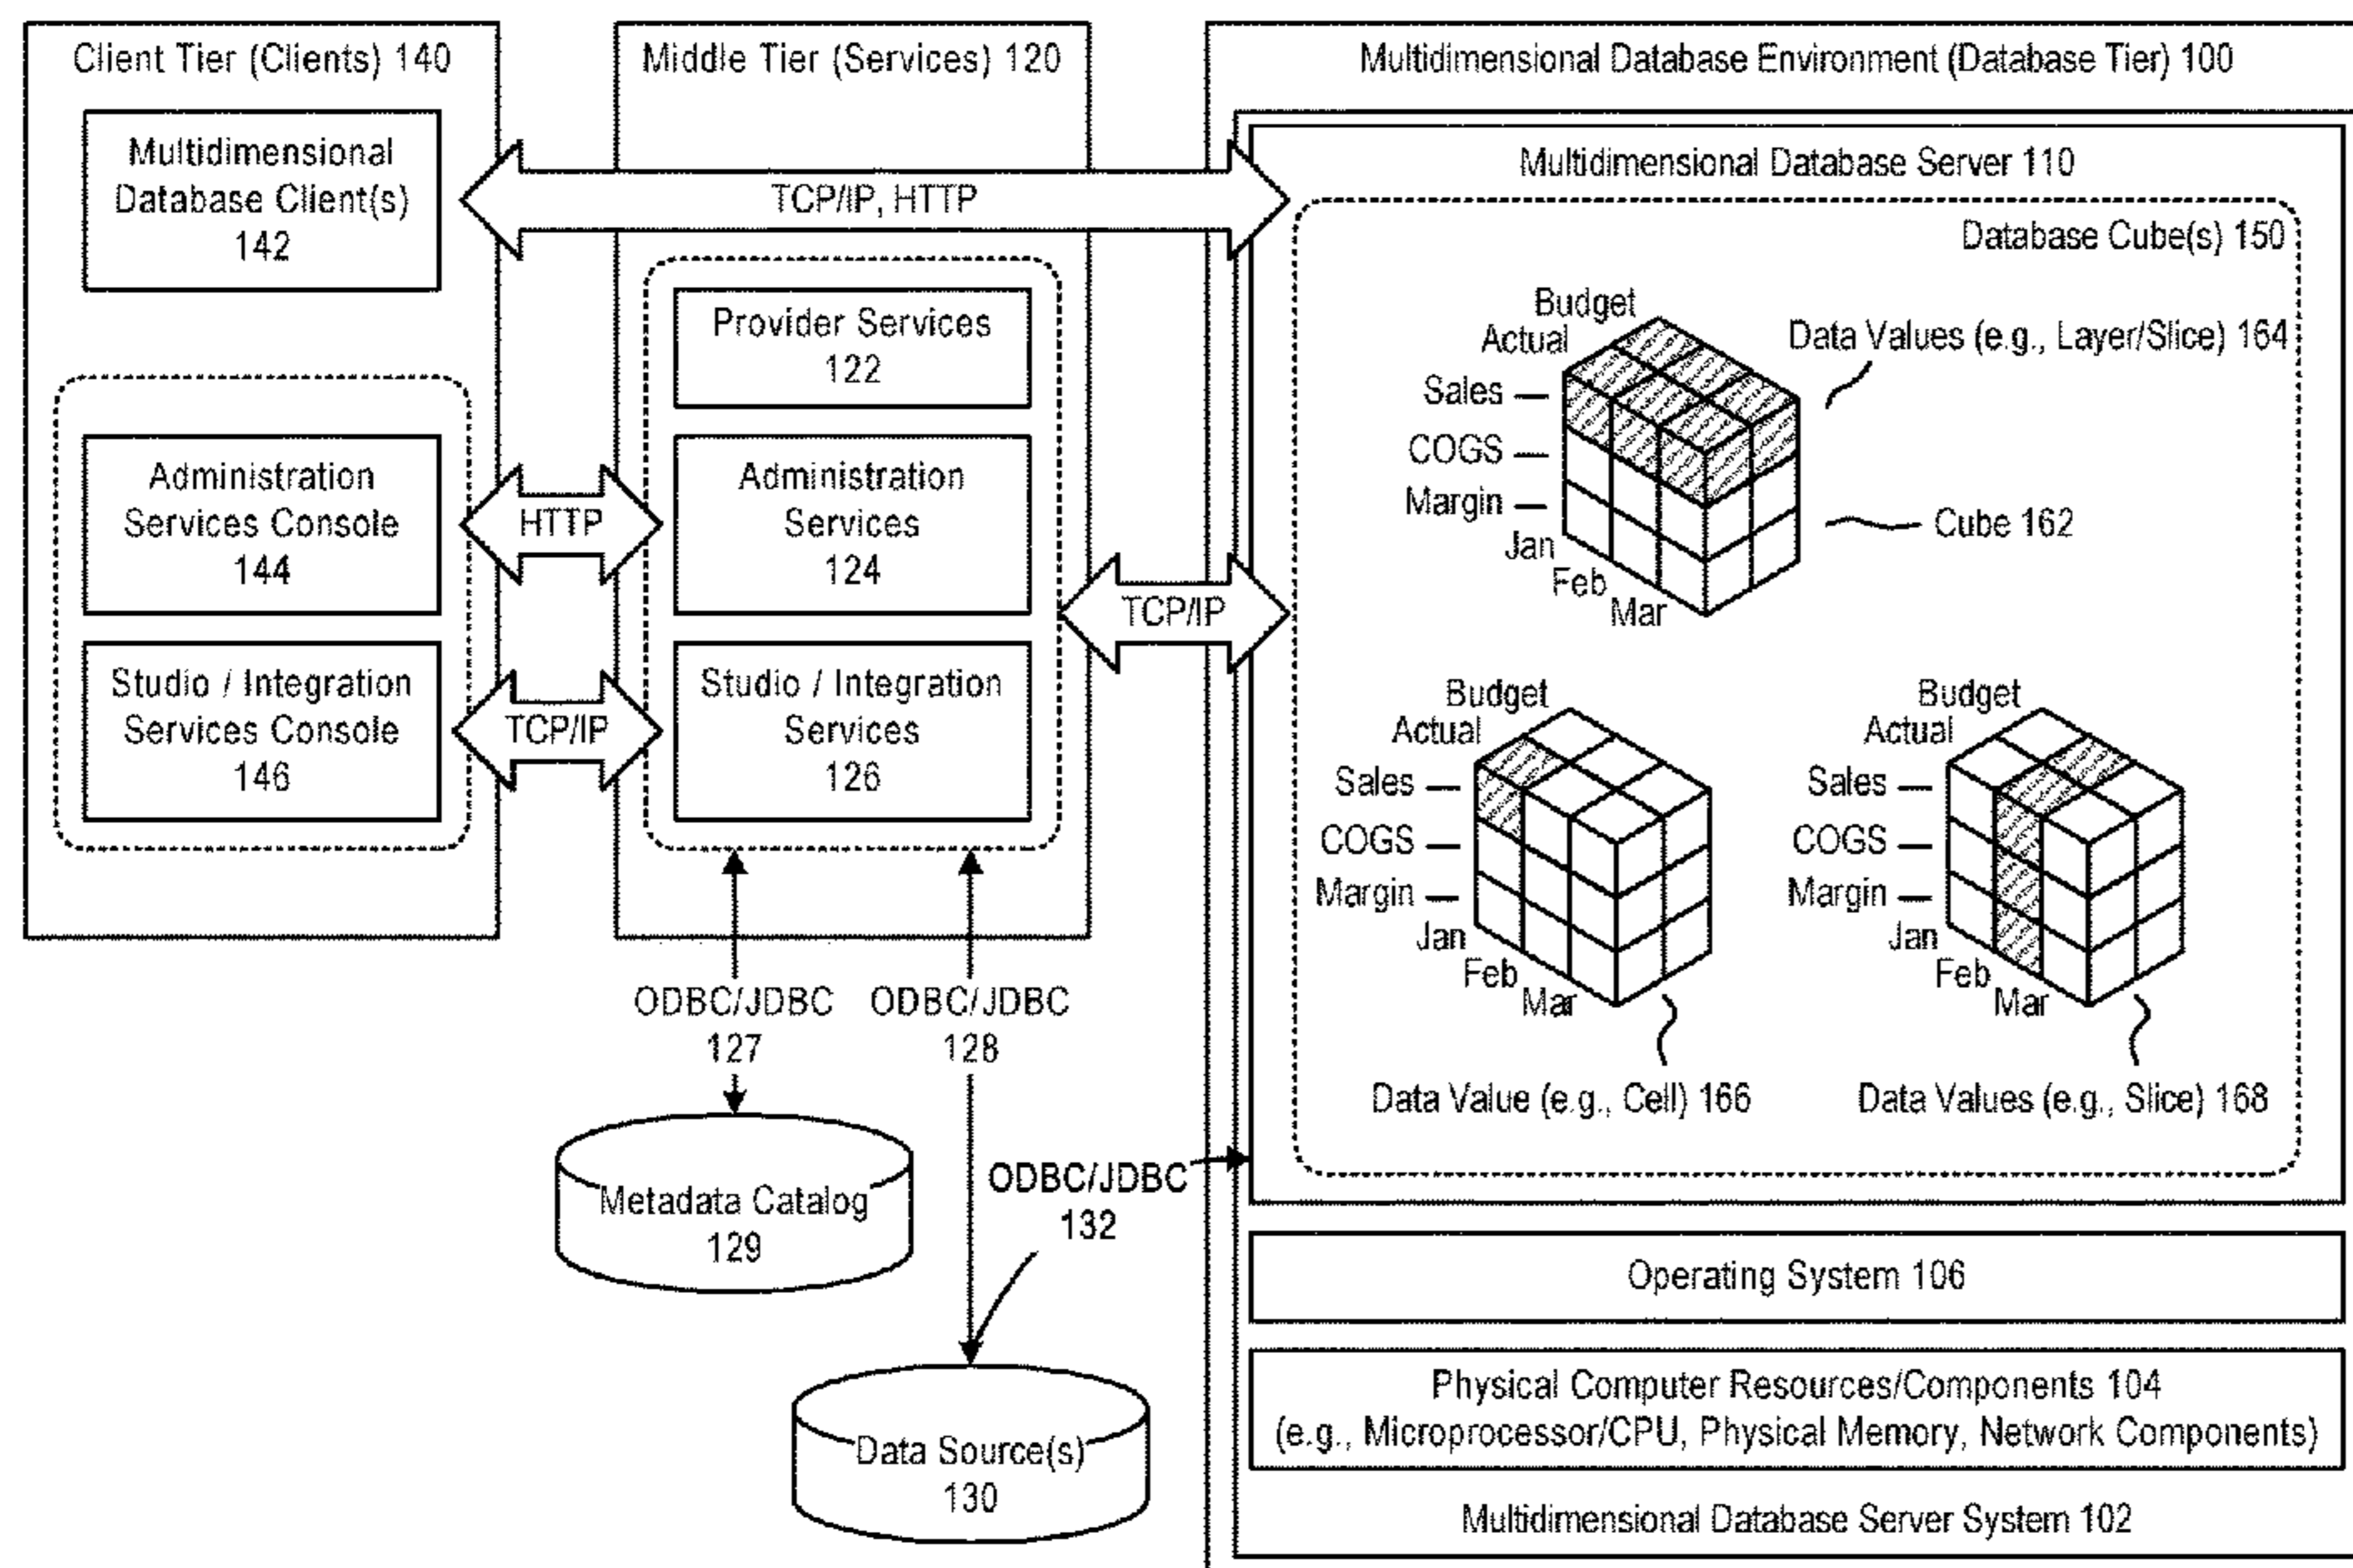 Client Tier (Clients) 140
Multidimensional
Database Client(s)
142
Administration
Services Console
144
Studio / Integration
Services Console
146
Middle Tier (Services) 120
TCP/IP, HTTP
Provider Services
122
Administration
Services
124
Studio / Integration
Services
126
HTTP
TCP/IP
TCP/IP
ODBC/JDBC
127
ODBC/JDBC
128
Metadata Catalog
129
ODBC/JDBC
132
Data Source(s)
130
Multidimensional Database Environment (Database Tier) 100
Multidimensional Database Server 110
Database Cube(s) 150
Budget
Actual
Sales
COGS
Margin
Jan
Feb
Mar
Data Values (e.g., Layer/Slice) 164
Cube 162
Budget
Actual
Sales
COGS
Margin
Jan
Feb
Mar
Data Value (e.g., Cell) 166
Budget
Actual
Sales
COGS
Margin
Jan
Feb
Mar
Data Values (e.g., Slice) 168
Operating System 106
Physical Computer Resources/Components 104
(e.g., Microprocessor/CPU, Physical Memory, Network Components)
Multidimensional Database Server System 102